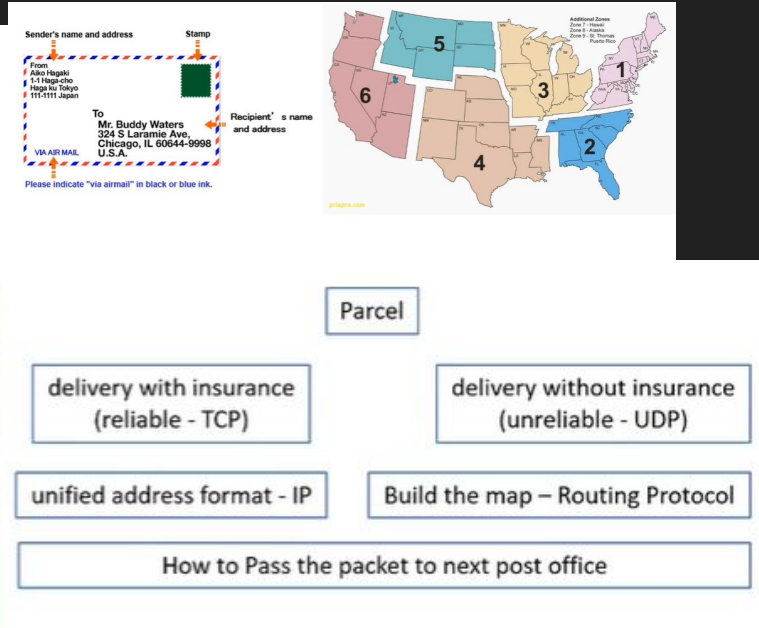 Sender's name and address
Stamp
From
Aiko Hagaki
1-1 Haga-cho
Haga ku Tokyo
111-1111 Japan
To
Mr. Buddy Waters
324 S Laramie Ave,
Chicago, IL 60644-9998
U.S.A.
VIA AIR MAIL
Recipient’ s name
and address
Please indicate "via airmail" in black or blue ink.
Additional Zones
Zone 7 - Hawaii
Zone 8 - Alaska
Zone 9 - St. Thomas
Puerto Rico
5
1
6
3
2
4
Parcel
delivery with insurance
(reliable - TCP)
delivery without insurance
(unreliable - UDP)
unified address format - IP
Build the map – Routing Protocol
How to Pass the packet to next post office